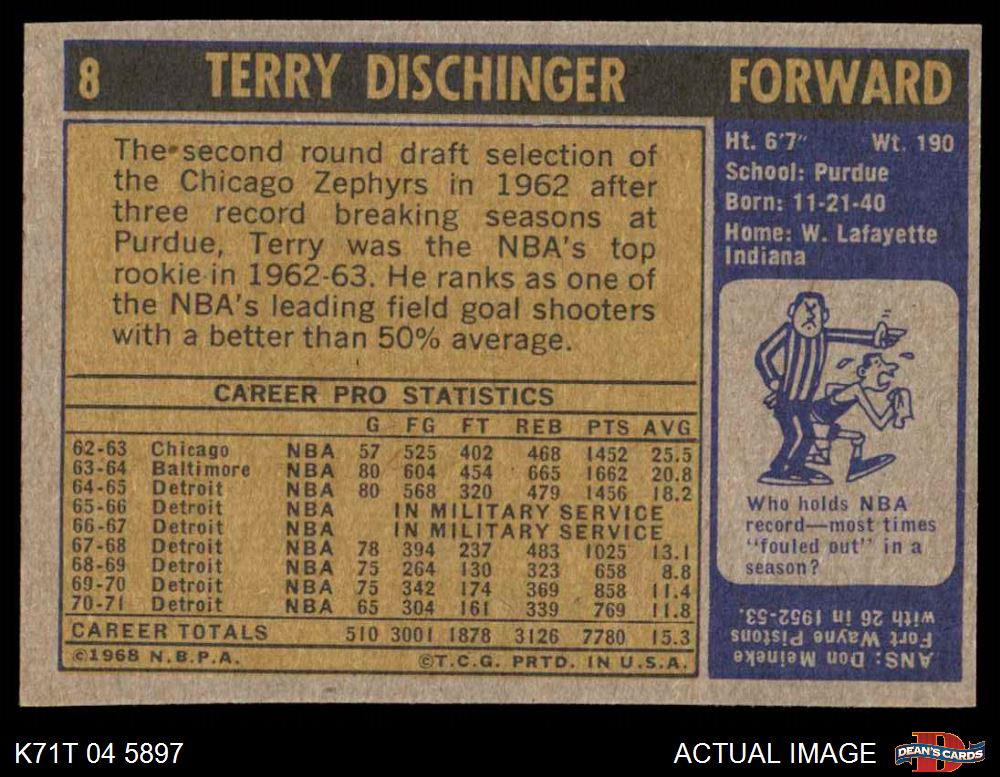 8 TERRY DISCHINGER FORWARD
The second round draft selection of
the Chicago Zephyrs in 1962 after
three record breaking seasons at
Purdue, Terry was the NBA's top
rookie in 1962-63. He ranks as one of
the NBA's leading field goal shooters
with a better than 50% average.
CAREER PRO STATISTICS
G FG FT REB PTS AVG
62-63 Chicago NBA 57 525 402 468 1452 25.5
63-64 Baltimore NBA 80 604 454 665 1662 20.8
64-65 Detroit NBA 80 568 320 479 1456 18.2
65-66 Detroit NBA IN MILITARY SERVICE
66-67 Detroit NBA IN MILITARY SERVICE
67-68 Detroit NBA 78 394 237 483 1025 13.1
68-69 Detroit NBA 75 264 130 323 658 8.8
69-70 Detroit NBA 75 342 174 369 858 11.4
70-71 Detroit NBA 65 304 161 339 769 11.8
CAREER TOTALS 510 3001 1878 3126 7780 15.3
©1968 N.B.P.A. ©T.C.G. PRTD. IN U.S.A.
Ht. 6'7" Wt. 190
School: Purdue
Born: 11-21-40
Home: W. Lafayette
Indiana
Who holds NBA
record—most times
"fouled out" in a
season?
ANS: Don Meineke
Fort Wayne Pistons
with 26 in 1952-53.
K71T 04 5897 ACTUAL IMAGE
D
DEAN'S CARDS